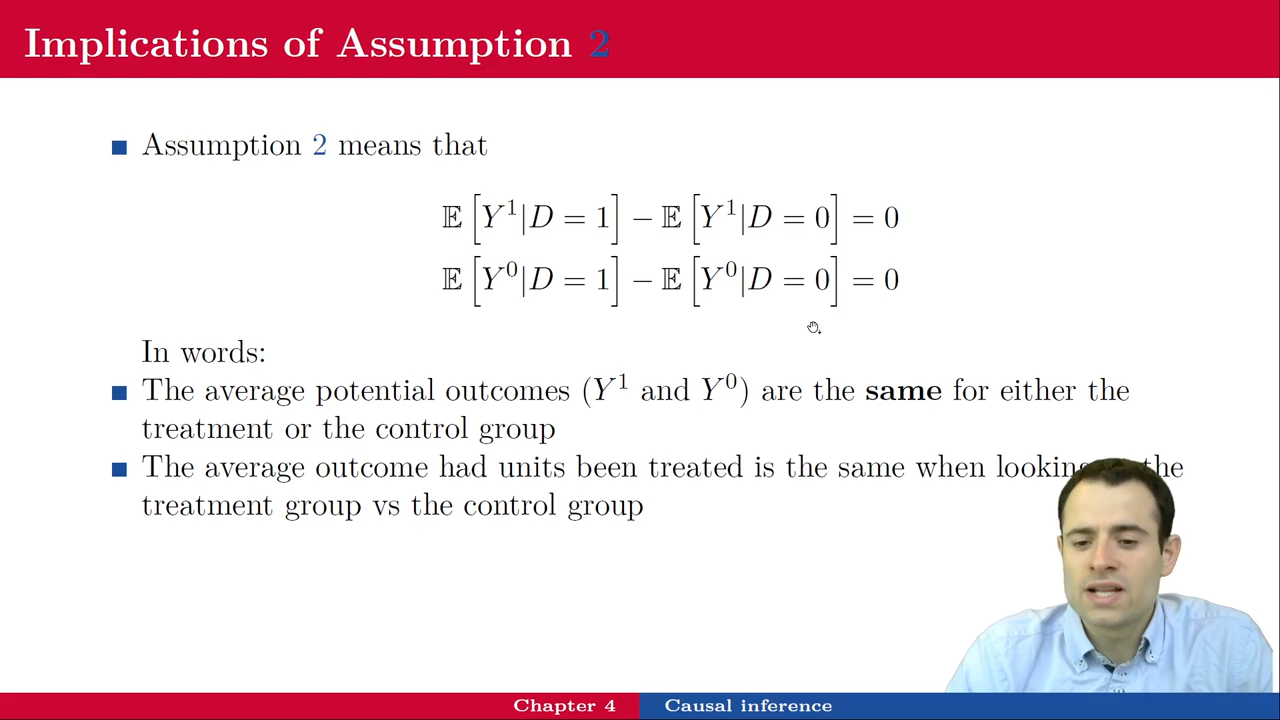 Implications of Assumption 2
Assumption 2 means that
𝔼[Y¹|D = 1] − 𝔼[Y¹|D = 0] = 0
𝔼[Y⁰|D = 1] − 𝔼[Y⁰|D = 0] = 0
In words:
The average potential outcomes (Y¹ and Y⁰) are the same for either the
treatment or the control group
The average outcome had units been treated is the same when looking the
treatment group vs the control group
Chapter 4
Causal inference